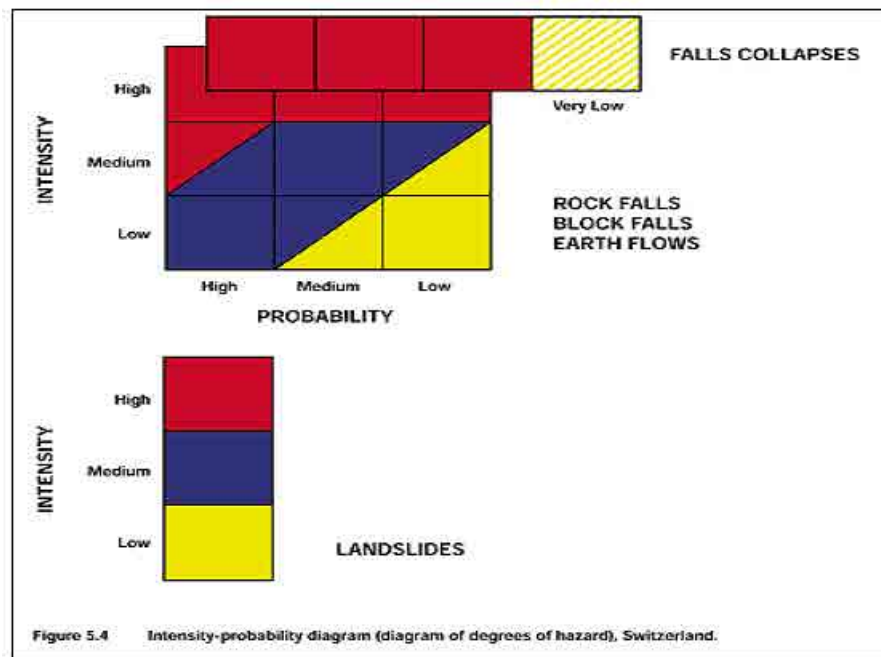 FALLS COLLAPSES
Very Low
INTENSITY
High
Medium
Low
ROCK FALLS
BLOCK FALLS
EARTH FLOWS
High Medium Low
PROBABILITY
INTENSITY
High
Medium
Low
LANDSLIDES
Figure 5.4 Intensity-probability diagram (diagram of degrees of hazard), Switzerland.